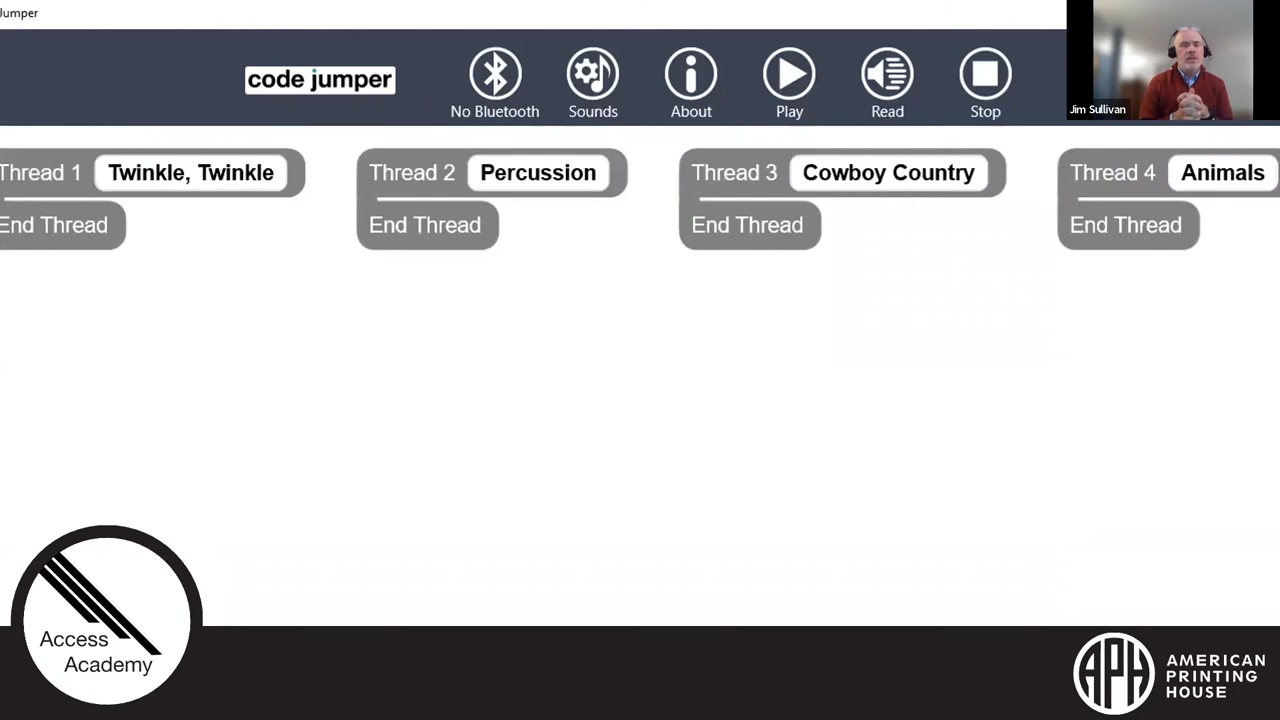 Jumper
code jumper
No Bluetooth
Sounds
About
Play
Read
Stop
Jim Sullivan
Thread 1 Twinkle, Twinkle
Thread 2 Percussion
Thread 3 Cowboy Country
Thread 4 Animals
End Thread
End Thread
End Thread
End Thread
Access
Academy
APH
AMERICAN
PRINTING
HOUSE